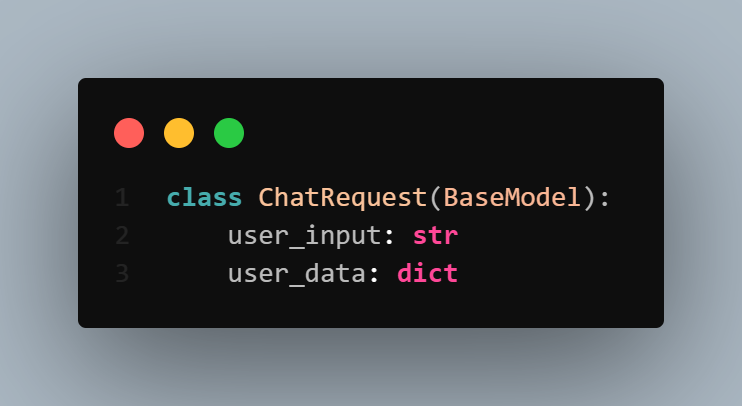 1 class ChatRequest(BaseModel):
2     user_input: str
3     user_data: dict